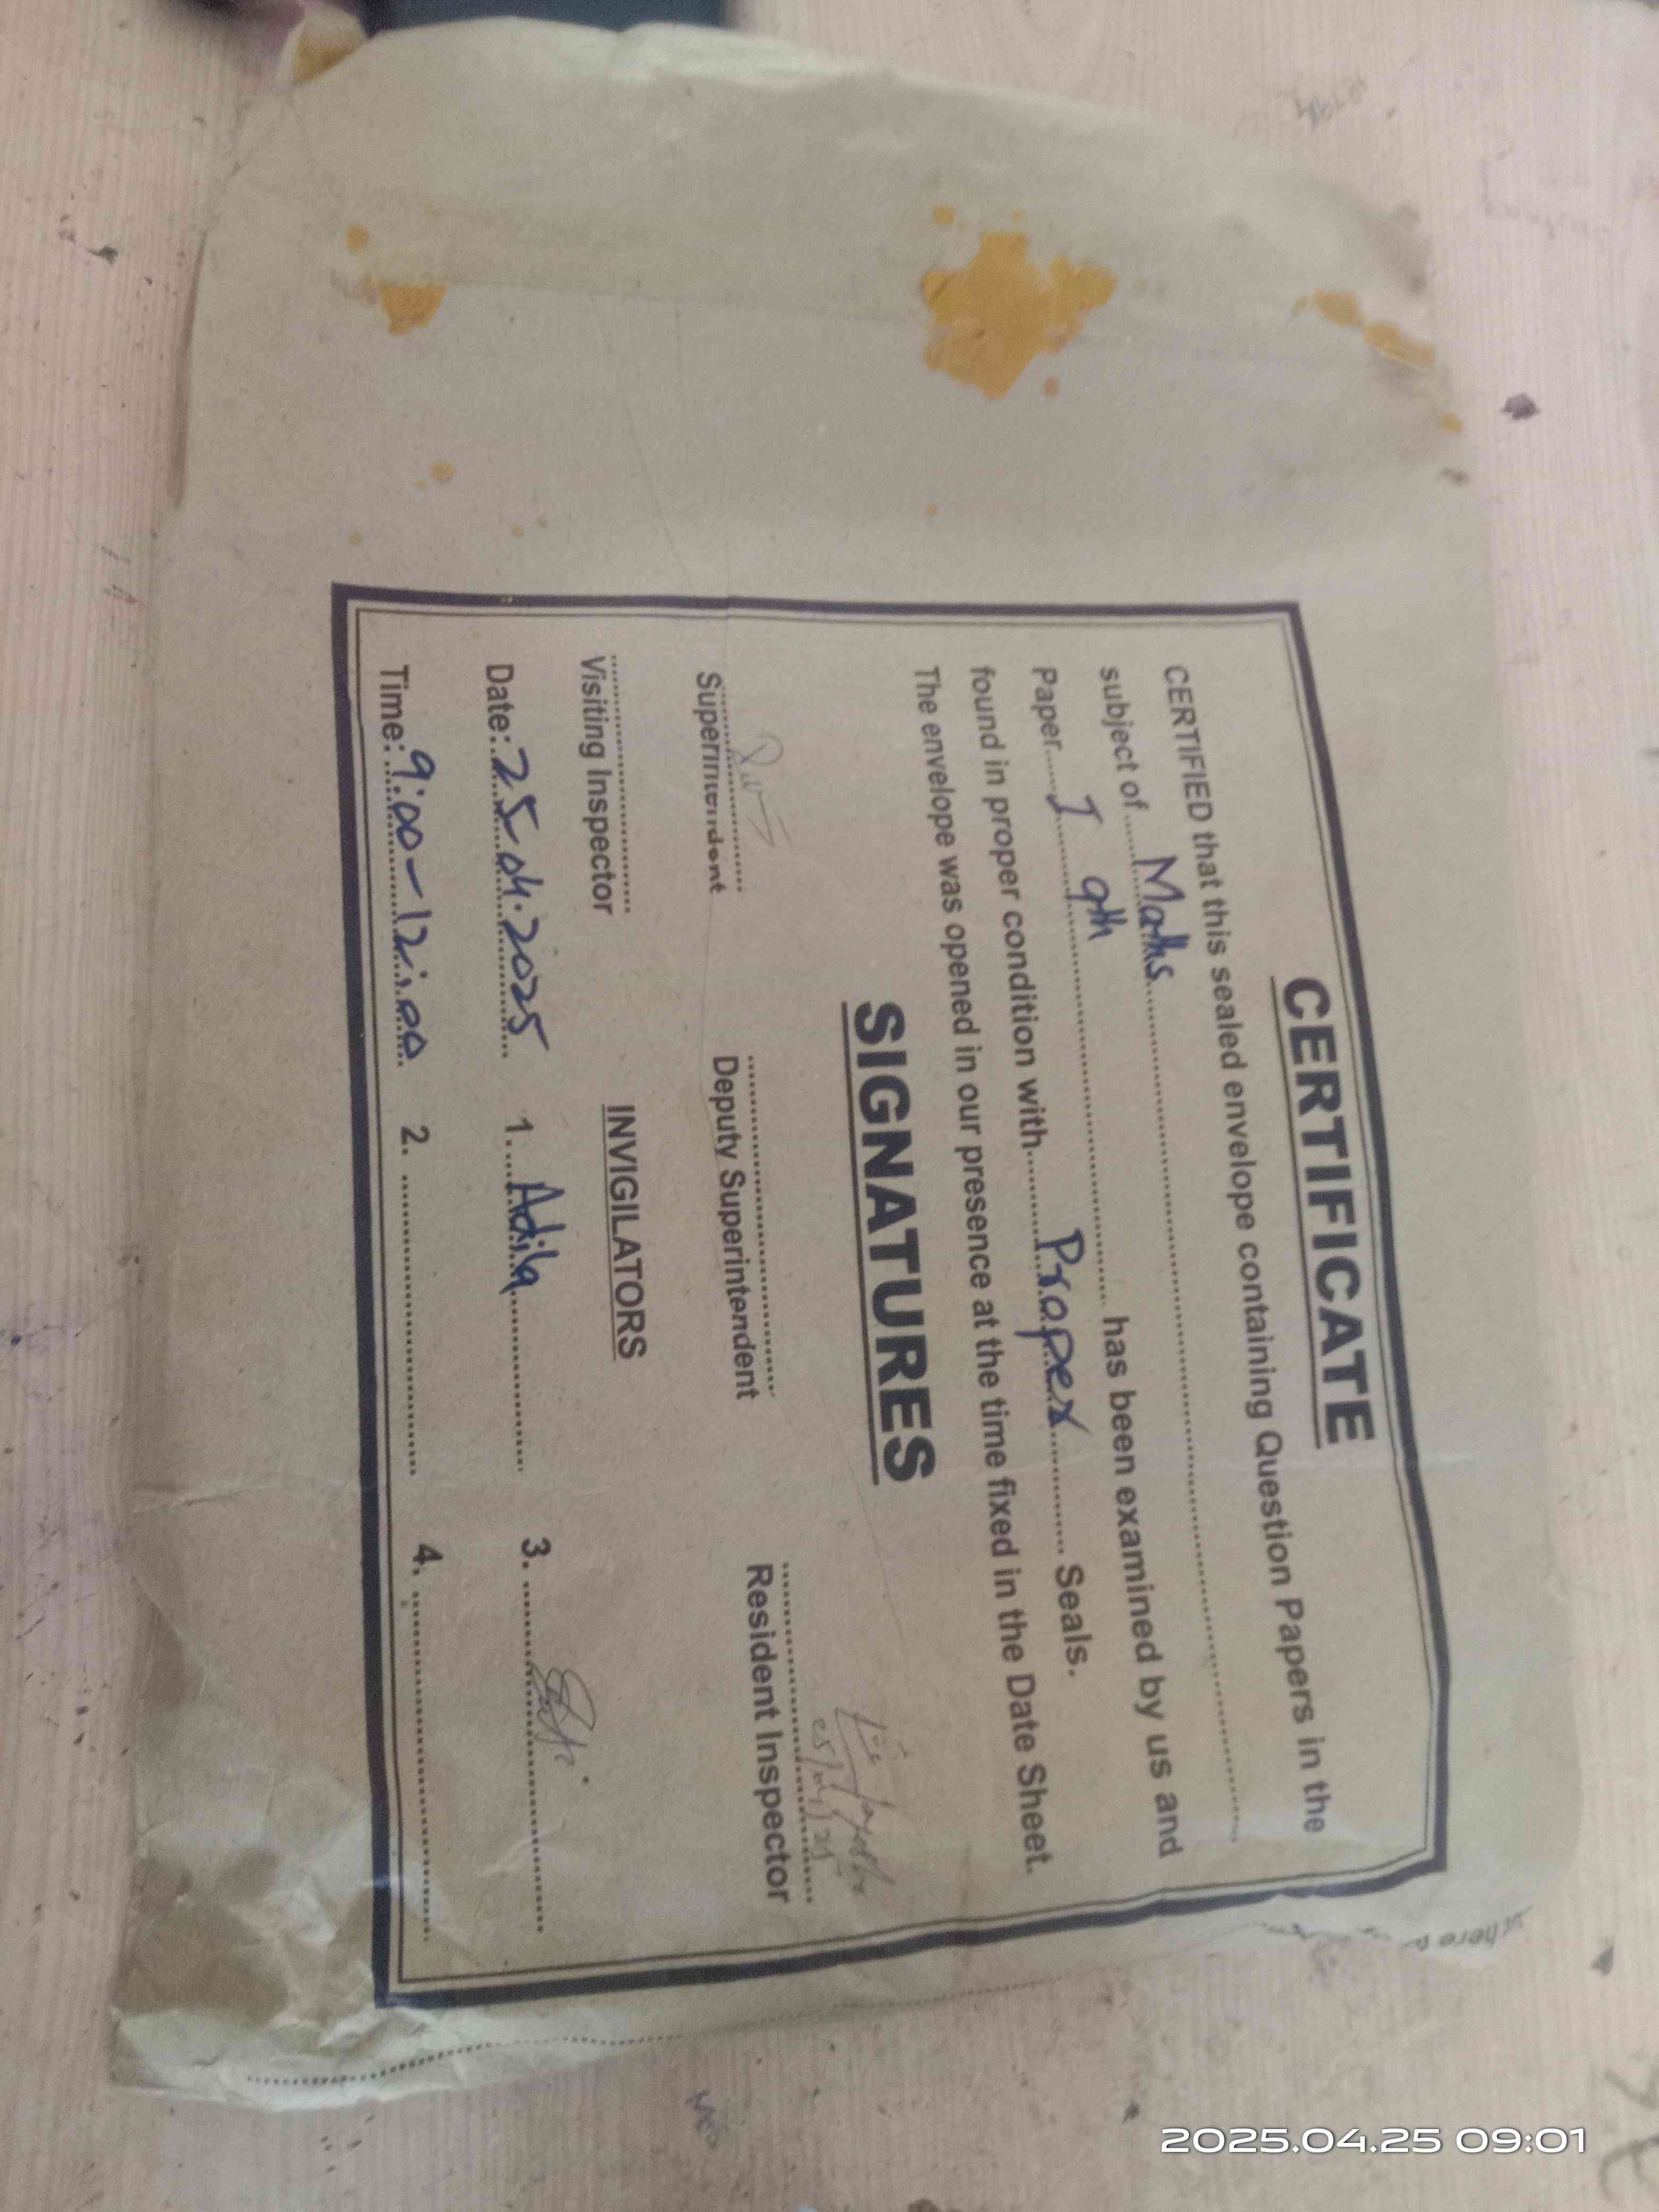 CERTIFICATE
CERTIFIED that this sealed envelope containing Question Papers in the
subject of Maths
Paper I 9th has been examined by us and
found in proper condition with Proper Seals.
The envelope was opened in our presence at the time fixed in the Date Sheet.
SIGNATURES
Superintendent
Deputy Superintendent
Resident Inspector
Visiting Inspector
INVIGILATORS
Date: 25.04.2025
1. Adila
3.
Time: 9:00-12:00
2.
4.
2025.04.25 09:01